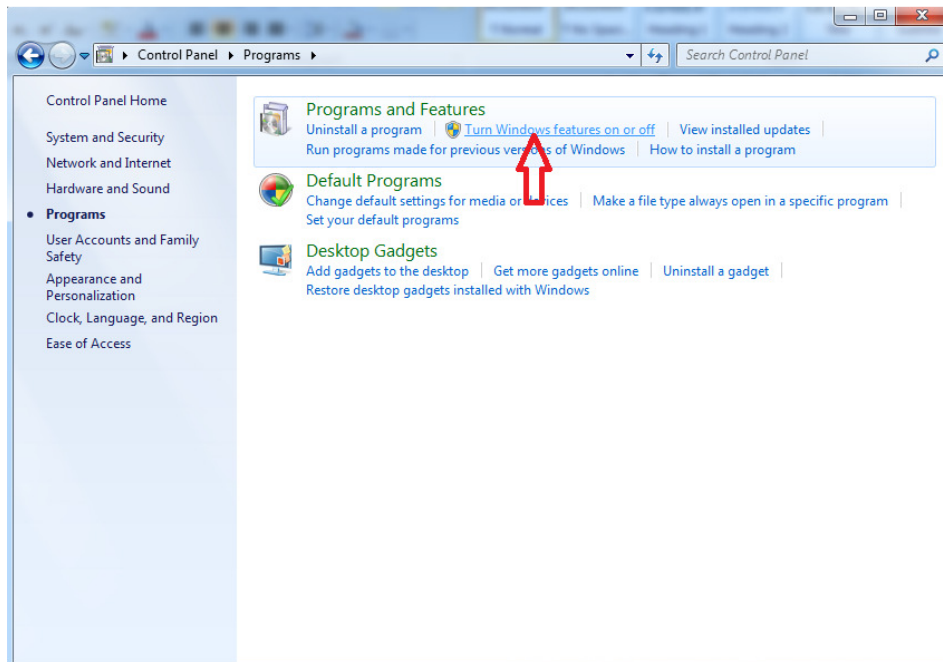 Control Panel Programs
Search Control Panel
Control Panel Home
System and Security
Network and Internet
Hardware and Sound
Programs
User Accounts and Family
Safety
Appearance and
Personalization
Clock, Language, and Region
Ease of Access
Programs and Features
Uninstall a program Turn Windows features on or off View installed updates
Run programs made for previous versions of Windows How to install a program
Default Programs
Change default settings for media or devices Make a file type always open in a specific program
Set your default programs
Desktop Gadgets
Add gadgets to the desktop Get more gadgets online Uninstall a gadget
Restore desktop gadgets installed with Windows